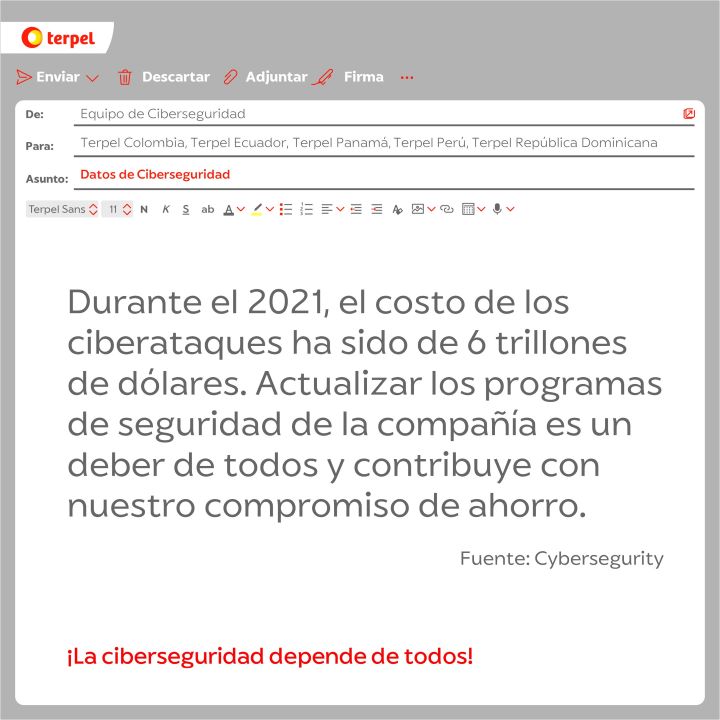 terpel
Enviar Descartar Adjuntar Firma ...
De: Equipo de Ciberseguridad
Para: Terpel Colombia, Terpel Ecuador, Terpel Panamá, Terpel Perú, Terpel República Dominicana
Asunto: Datos de Ciberseguridad
Terpel Sans 11 N K S ab A
Durante el 2021, el costo de los
ciberataques ha sido de 6 trillones
de dólares. Actualizar los programas
de seguridad de la compañía es un
deber de todos y contribuye con
nuestro compromiso de ahorro.
Fuente: Cybersegurity
¡La ciberseguridad depende de todos!